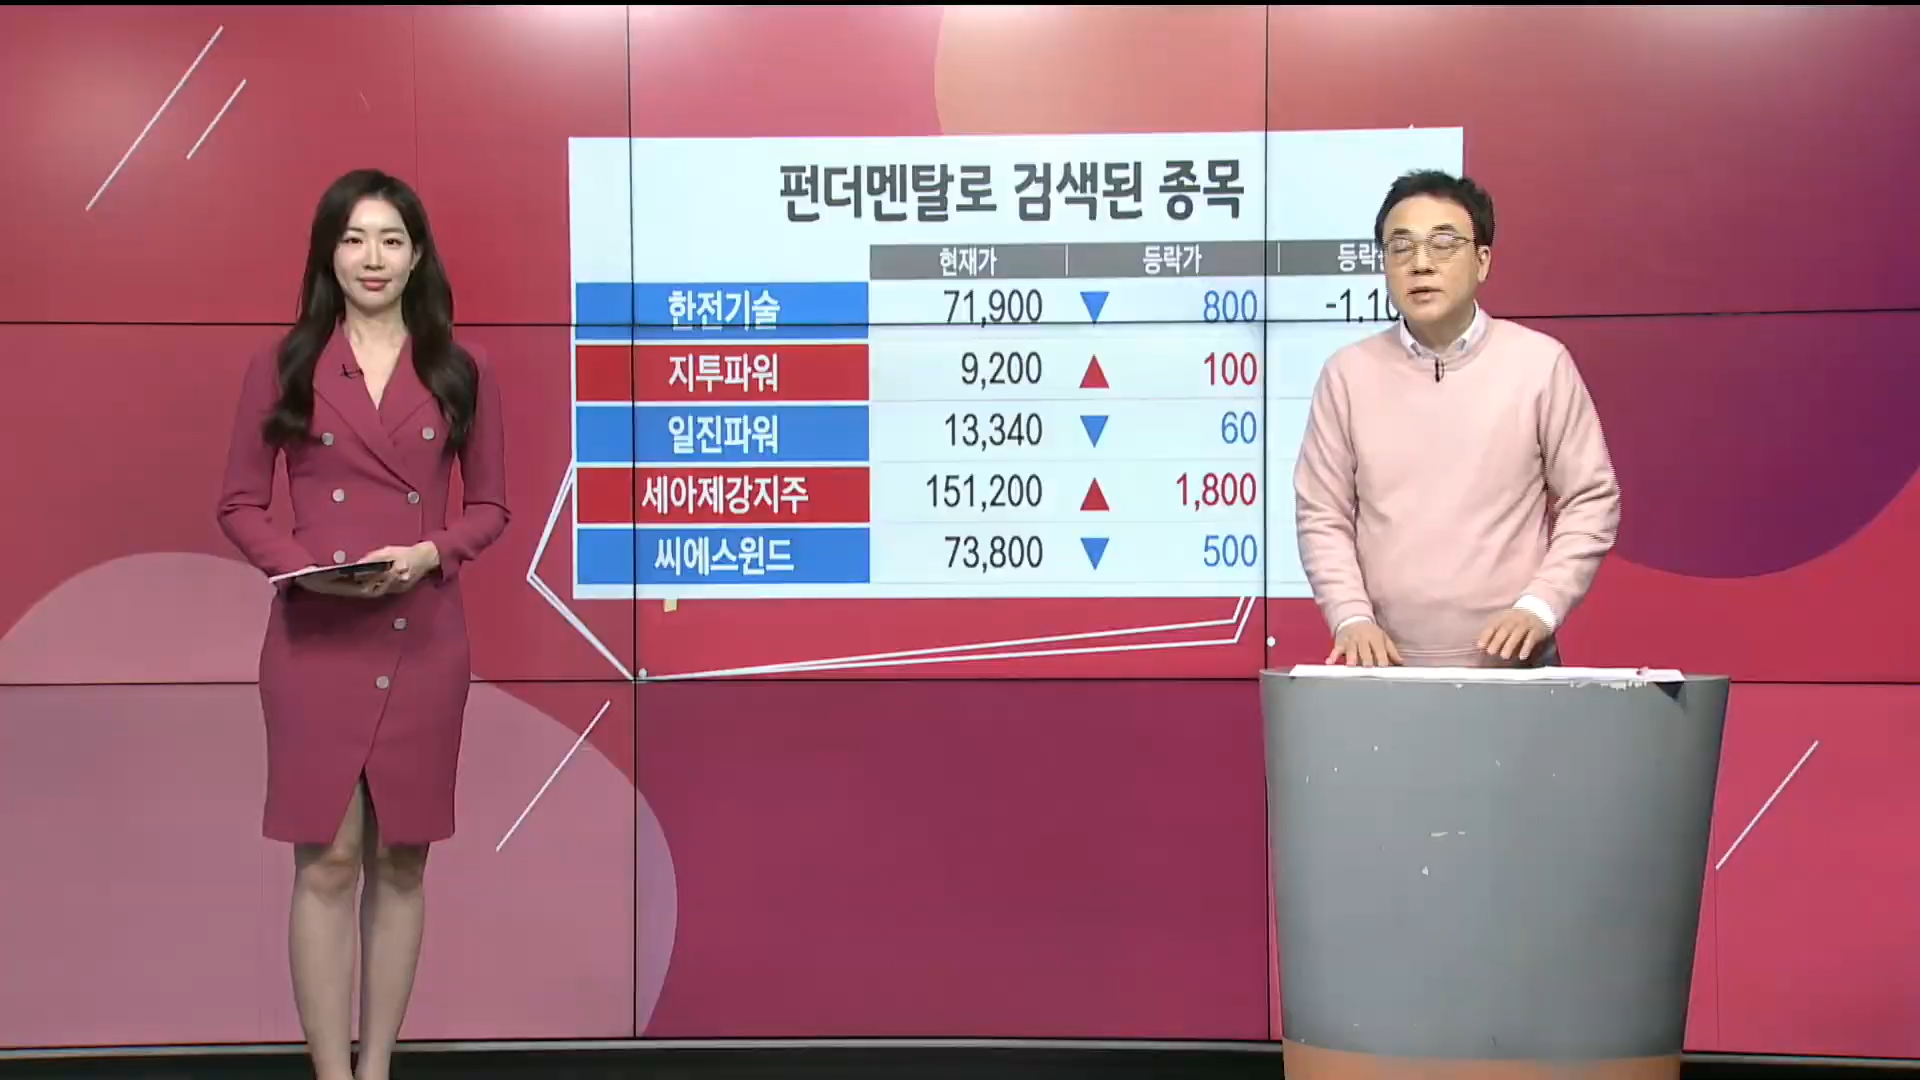 펀더멘탈로 검색된 종목
현재가 등락가
한전기술 71,900 ▼ 800
지투파워 9,200 ▲ 100
일진파워 13,340 ▼ 60
세아제강지주 151,200 ▲ 1,800
씨에스윈드 73,800 ▼ 500